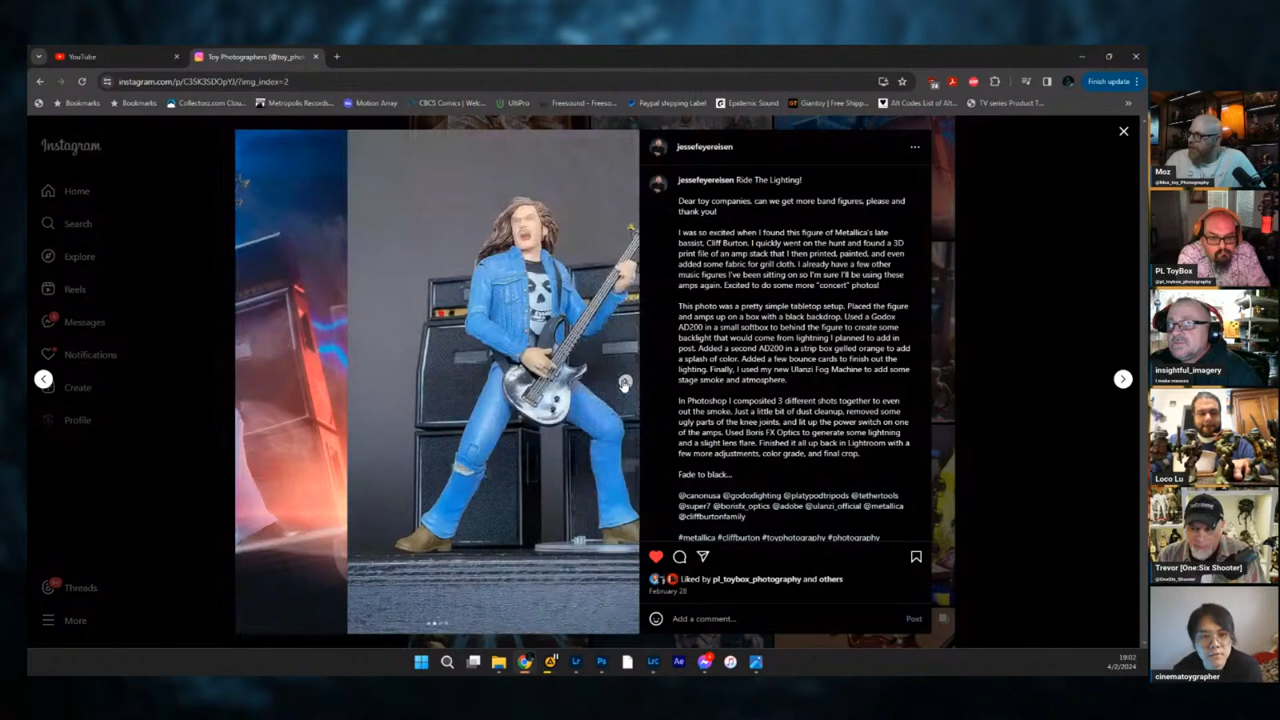 YouTube
Toy Photographers (@toy_phot
instagram.com/p/C35K3SDOpYJ/?img_index=2
Finish update
Bookmarks
Bookmarks
Collectorz.com Clou...
Metropolis Records...
Motion Array
CBCS Comics | Welc...
UltiPro
Freesound - Freeso...
Paypal shipping Label
Epidemic Sound
Giantoy | Free Shipp...
Alt Codes List of Alt...
TV series Product T...
Instagram
Home
Search
Explore
Reels
Messages
Notifications
Create
Profile
Threads
More
jessefeyereisen
jessefeyereisen Ride The Lighting!
Dear toy companies, can we get more band figures, please and
thank you!
I was so excited when I found this figure of Metallica's late
bassist, Cliff Burton. I quickly went on the hunt and found a 3D
print file of an amp stack that I then printed, painted, and even
added some fabric for grill cloth. I already have a few other
music figures I've been sitting on so I'm sure I'll be using these
amps again. Excited to do some more "concert" photos!
This photo was a pretty simple tabletop setup. Placed the figure
and amps up on a box with a black backdrop. Used a Godox
AD200 in a small softbox to behind the figure to create some
backlight that would come from lightning I planned to add in
post. Added a second AD200 in a strip box gelled orange to add
a splash of color. Added a few bounce cards to finish out the
lighting. Finally, I used my new Ulanzi Fog Machine to add some
stage smoke and atmosphere.
In Photoshop I composited 3 different shots together to even
out the smoke. Just a little bit of dust cleanup, removed some
ugly parts of the knee joints, and lit up the power switch on one
of the amps. Used Boris FX Optics to generate some lightning
and a slight lens flare. Finished it all up back in Lightroom with a
few more adjustments, color grade, and final crop.
Fade to black...
@canonusa @godoxlighting @platypodtripods @tethertools
@super7 @borisfx_optics @adobe @ulanzi_official @metallica
@cliffburtonfamily
#metallica #cliffburton #toyphotography #photography
Liked by pl_toybox_photography and others
February 28
Add a comment...
Post
Lr
Ps
LrC
Ae
19:02
4/2/2024
Moz
@Moz_toy_Photography
PL ToyBox
@pl_toybox_photography
insightful_imagery
I make meeces
Loco Lu
Trevor [One:Six Shooter]
@OneSix_Shooter
cinematoygrapher